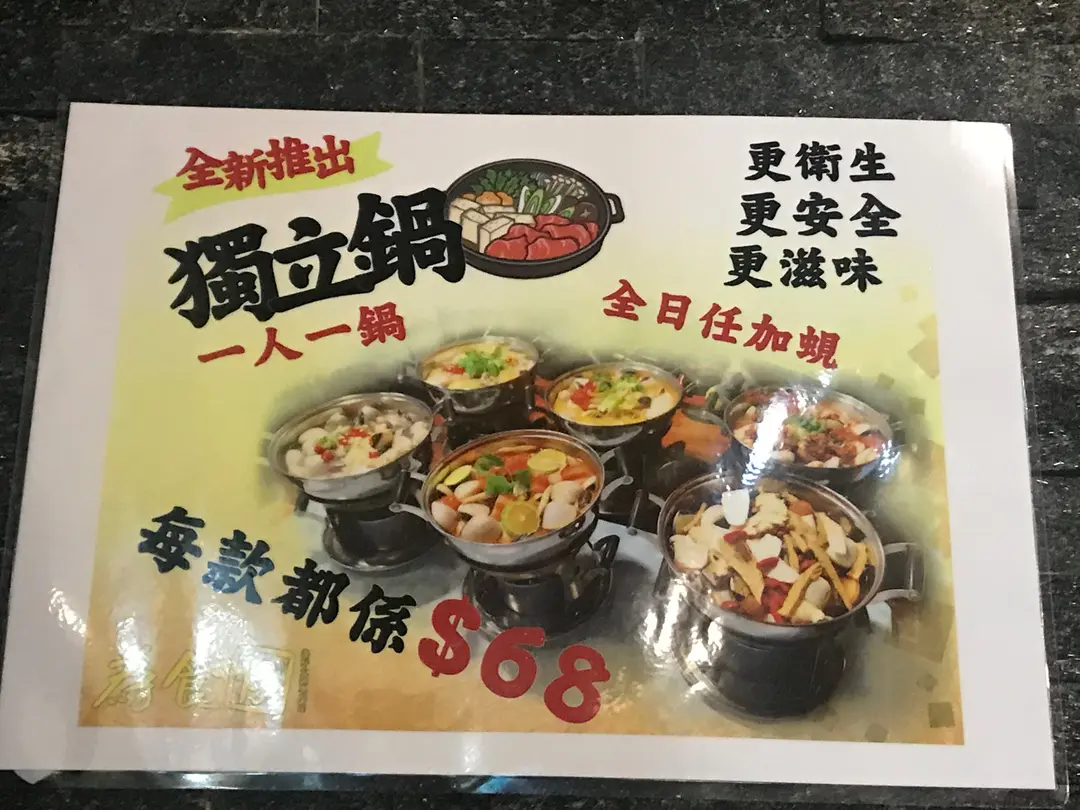 全新推出
獨立鍋
一人一鍋
更衛生
更安全
更滋味
全日任加蜆
每款都係$68